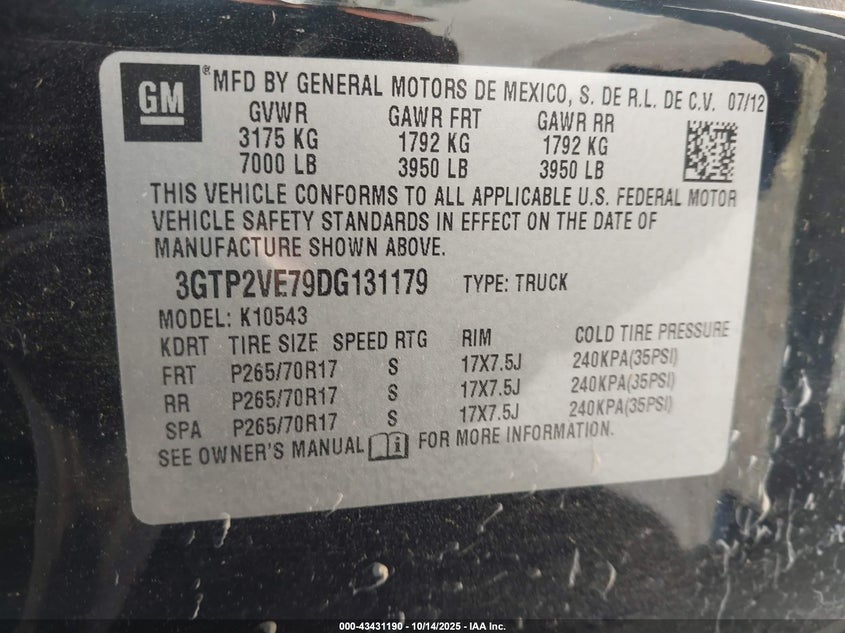 GM ® MFD BY GENERAL MOTORS DE MEXICO, S. DE R.L. DE C.V. 07/12
GVWR GAWR FRT GAWR RR
3175 KG 1792 KG 1792 KG
7000 LB 3950 LB 3950 LB
THIS VEHICLE CONFORMS TO ALL APPLICABLE U.S. FEDERAL MOTOR
VEHICLE SAFETY STANDARDS IN EFFECT ON THE DATE OF
MANUFACTURE SHOWN ABOVE.
3GTP2VE79DG131179 TYPE: TRUCK
MODEL: K10543
KDRT TIRE SIZE SPEED RTG RIM COLD TIRE PRESSURE
FRT P265/70R17 S 17X7.5J 240KPA(35PSI)
RR P265/70R17 S 17X7.5J 240KPA(35PSI)
SPA P265/70R17 S 17X7.5J 240KPA(35PSI)
SEE OWNER'S MANUAL i FOR MORE INFORMATION.
000-43431190 - 10/14/2025 - IAA Inc.